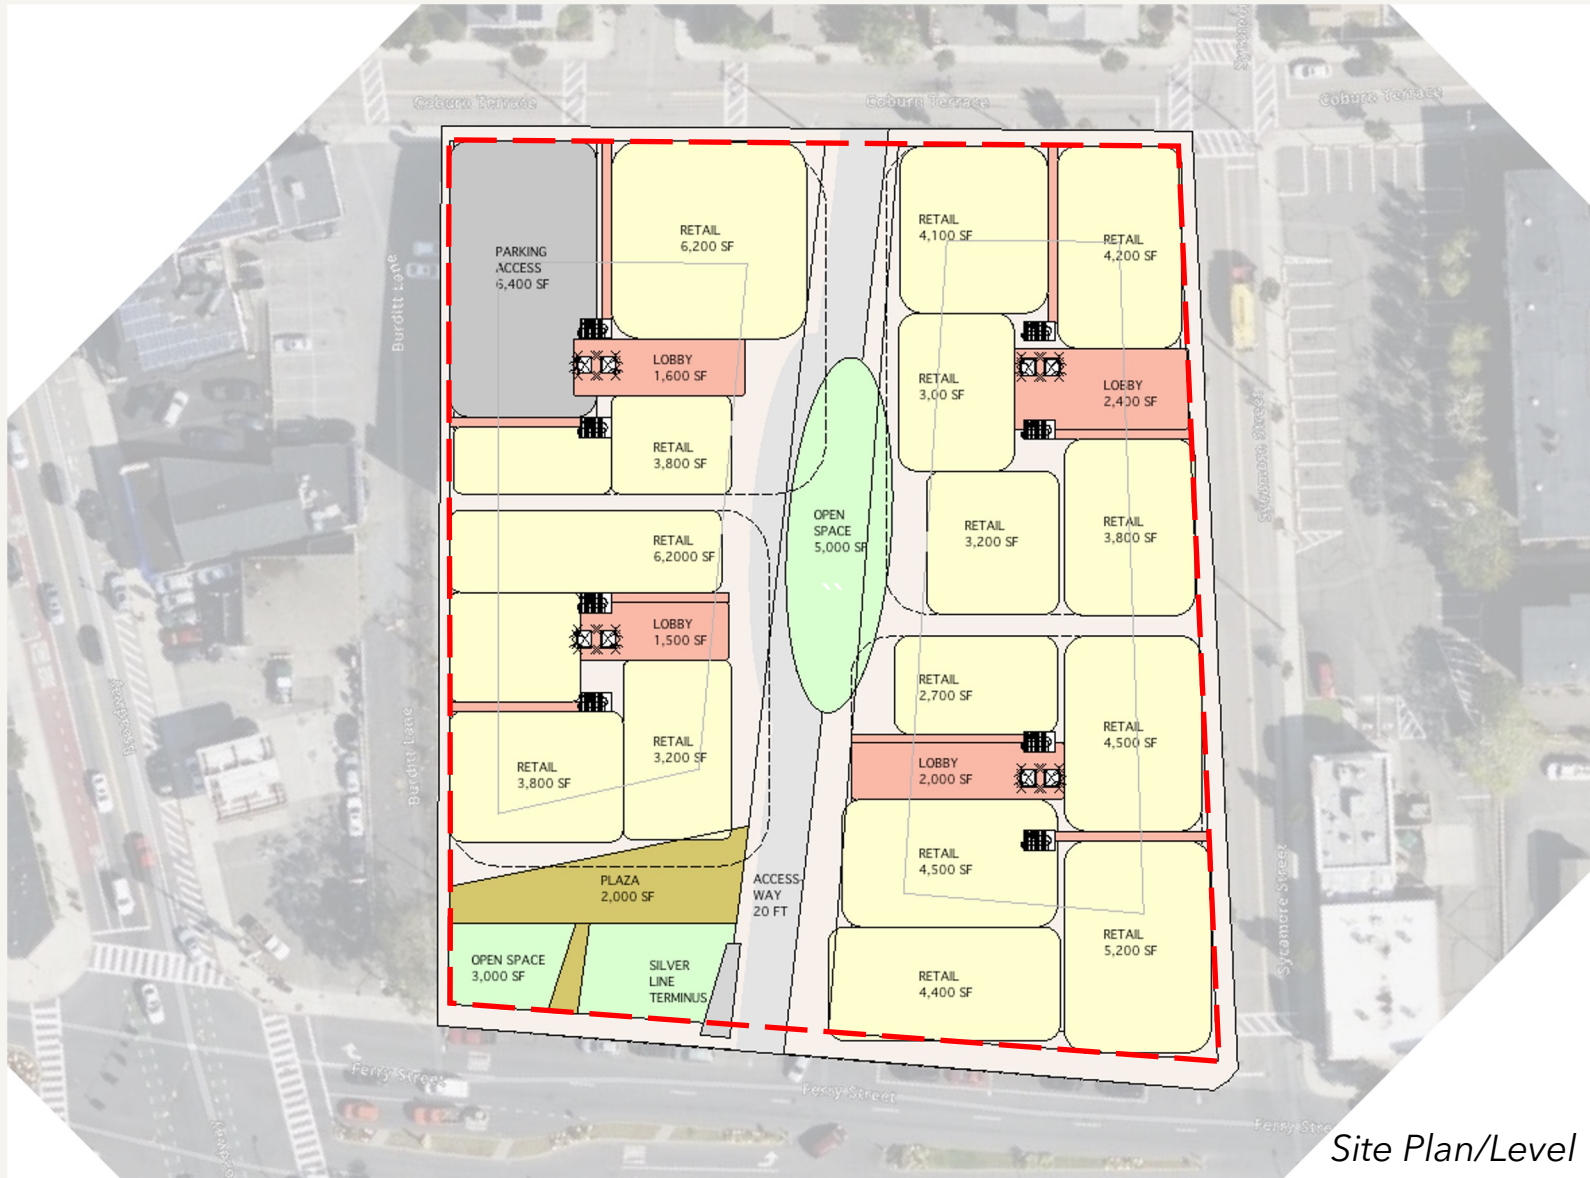 Coburn Terrace
Coburn Terrace
Coburn Terrace
Burditt Lane
PARKING
ACCESS
6,400 SF
RETAIL
6,200 SF
LOBBY
1,600 SF
RETAIL
3,800 SF
RETAIL
6,2000 SF
LOBBY
1,500 SF
RETAIL
3,200 SF
RETAIL
3,800 SF
Burditt Lane
PLAZA
2,000 SF
OPEN SPACE
3,000 SF
SILVER
LINE
TERMINUS
ACCESS
WAY
20 FT
OPEN
SPACE
5,000 SF
RETAIL
4,100 SF
RETAIL
4,200 SF
RETAIL
3,00 SF
LOBBY
2,400 SF
RETAIL
3,200 SF
RETAIL
3,800 SF
RETAIL
2,700 SF
RETAIL
4,500 SF
LOBBY
2,000 SF
RETAIL
4,500 SF
RETAIL
5,200 SF
RETAIL
4,400 SF
Sycamore Street
Sycamore Street
Ferry Street
Ferry Street
Ferry Stre
Site Plan/Level